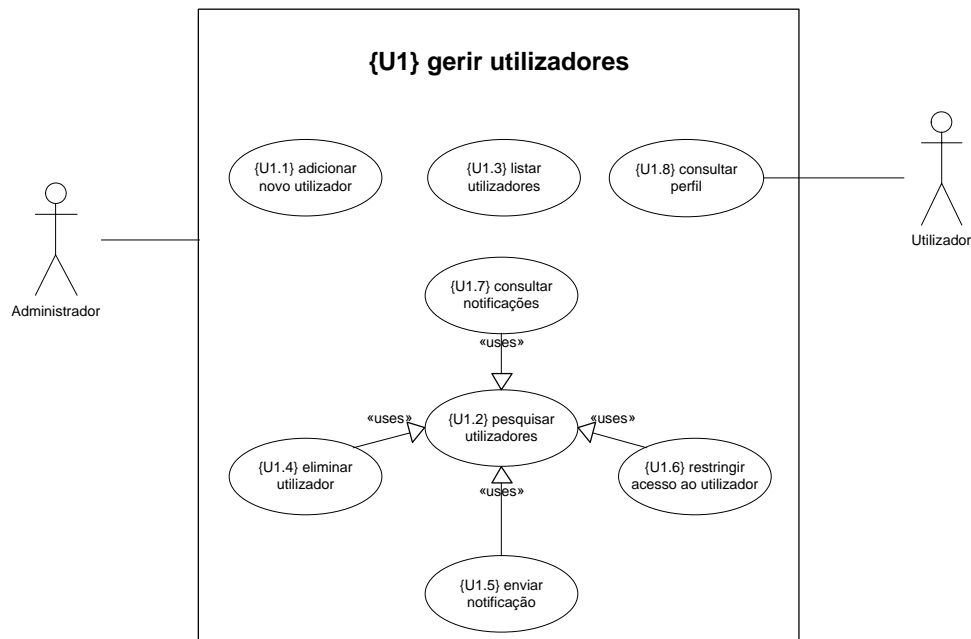 {U1} gerir utilizadores
{U1.1} adicionar
novo utilizador
{U1.3} listar
utilizadores
{U1.8} consultar
perfil
Utilizador
Administrador
{U1.7} consultar
notificações
«uses»
«uses»
{U1.2} pesquisar
utilizadores
«uses»
{U1.4} eliminar
utilizador
«uses»
{U1.6} restringir
acesso ao utilizador
{U1.5} enviar
notificação